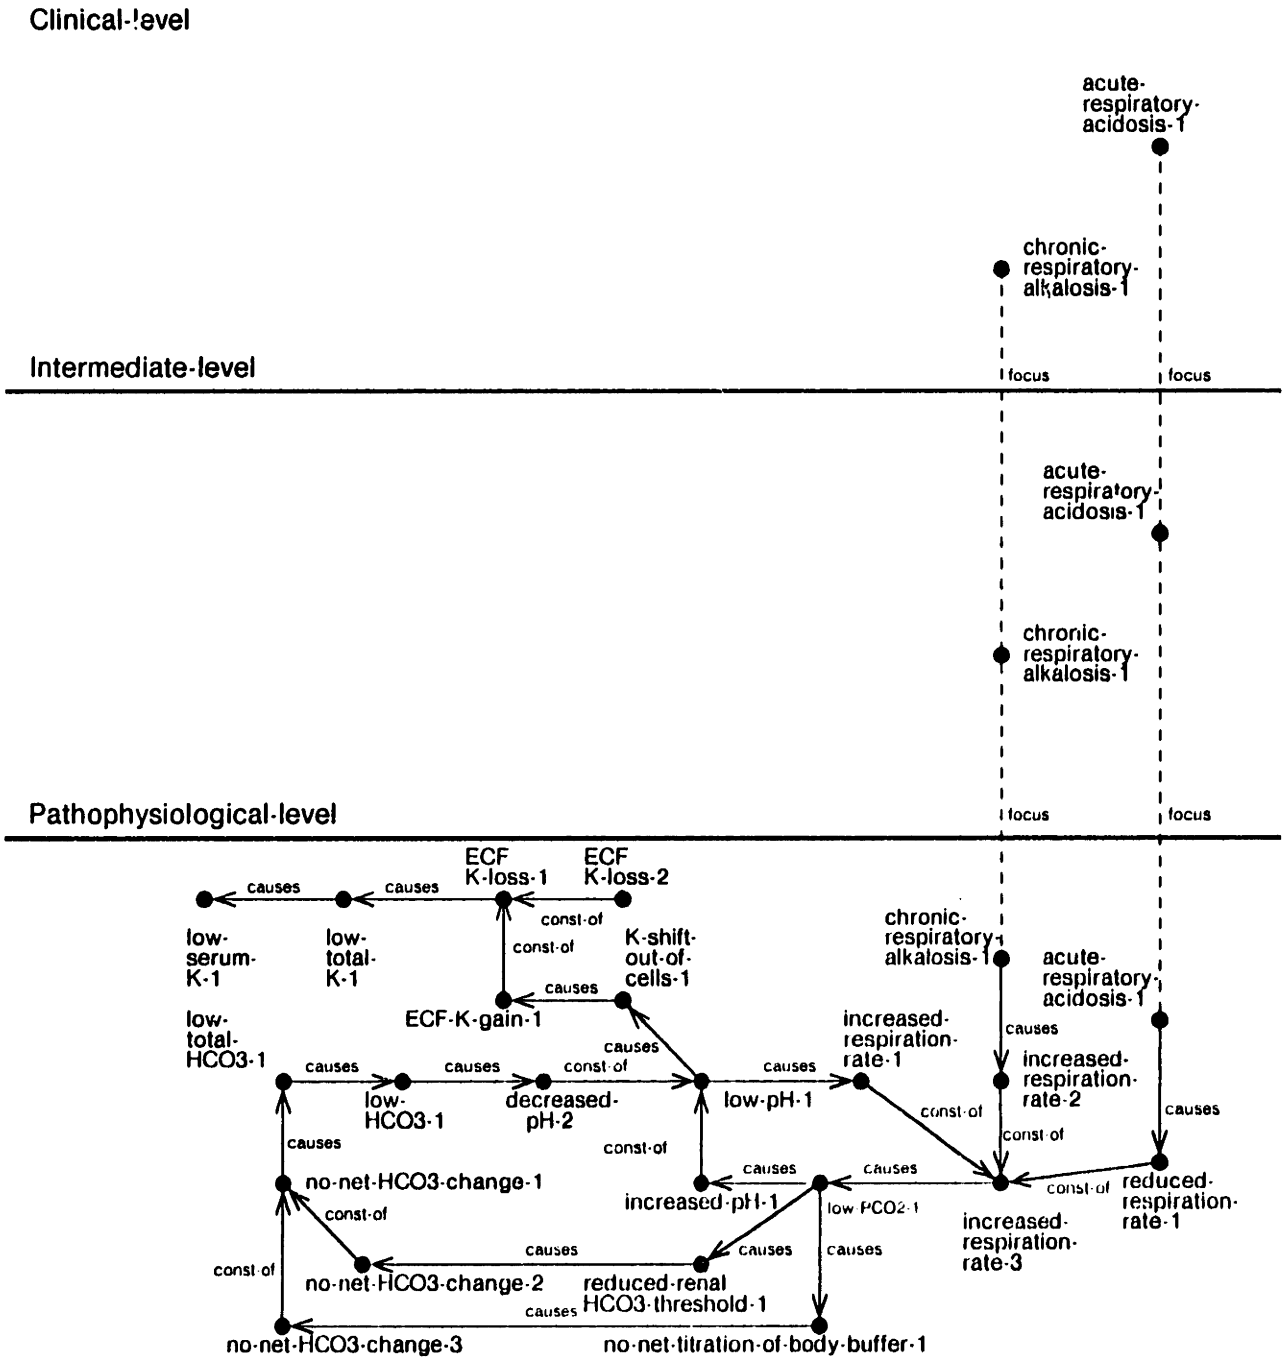 Clinical-level
acute-
respiratory-
acidosis-1
chronic-
respiratory-
alkalosis-1
Intermediate-level
focus
focus
acute-
respiratory-
acidosis-1
chronic-
respiratory-
alkalosis-1
Pathophysiological-level
focus
focus
ECF
K-loss-1
ECF
K-loss-2
causes
causes
const-of
low-
serum-
K-1
low-
total-
K-1
const-of
K-shift-
out-of-
cells-1
chronic-
respiratory-
alkalosis-1
acute-
respiratory-
acidosis-1
causes
ECF-K-gain-1
low-
total-
HCO3-1
increased-
respiration-
rate-1
causes
causes
causes
causes
const-of
causes
low-
HCO3-1
decreased-
pH-2
low-pH-1
increased-
respiration-
rate-2
const-of
causes
causes
const-of
const-of
no-net-HCO3-change-1
causes
increased-pH-1
causes
low-PCO2-1
const-of
reduced-
respiration-
rate-1
increased-
respiration-
rate-3
const-of
causes
causes
causes
const-of
no-net-HCO3-change-2
reduced-renal
HCO3-threshold-1
causes
no-net-HCO3-change-3
no-net-titration-of-body-buffer-1